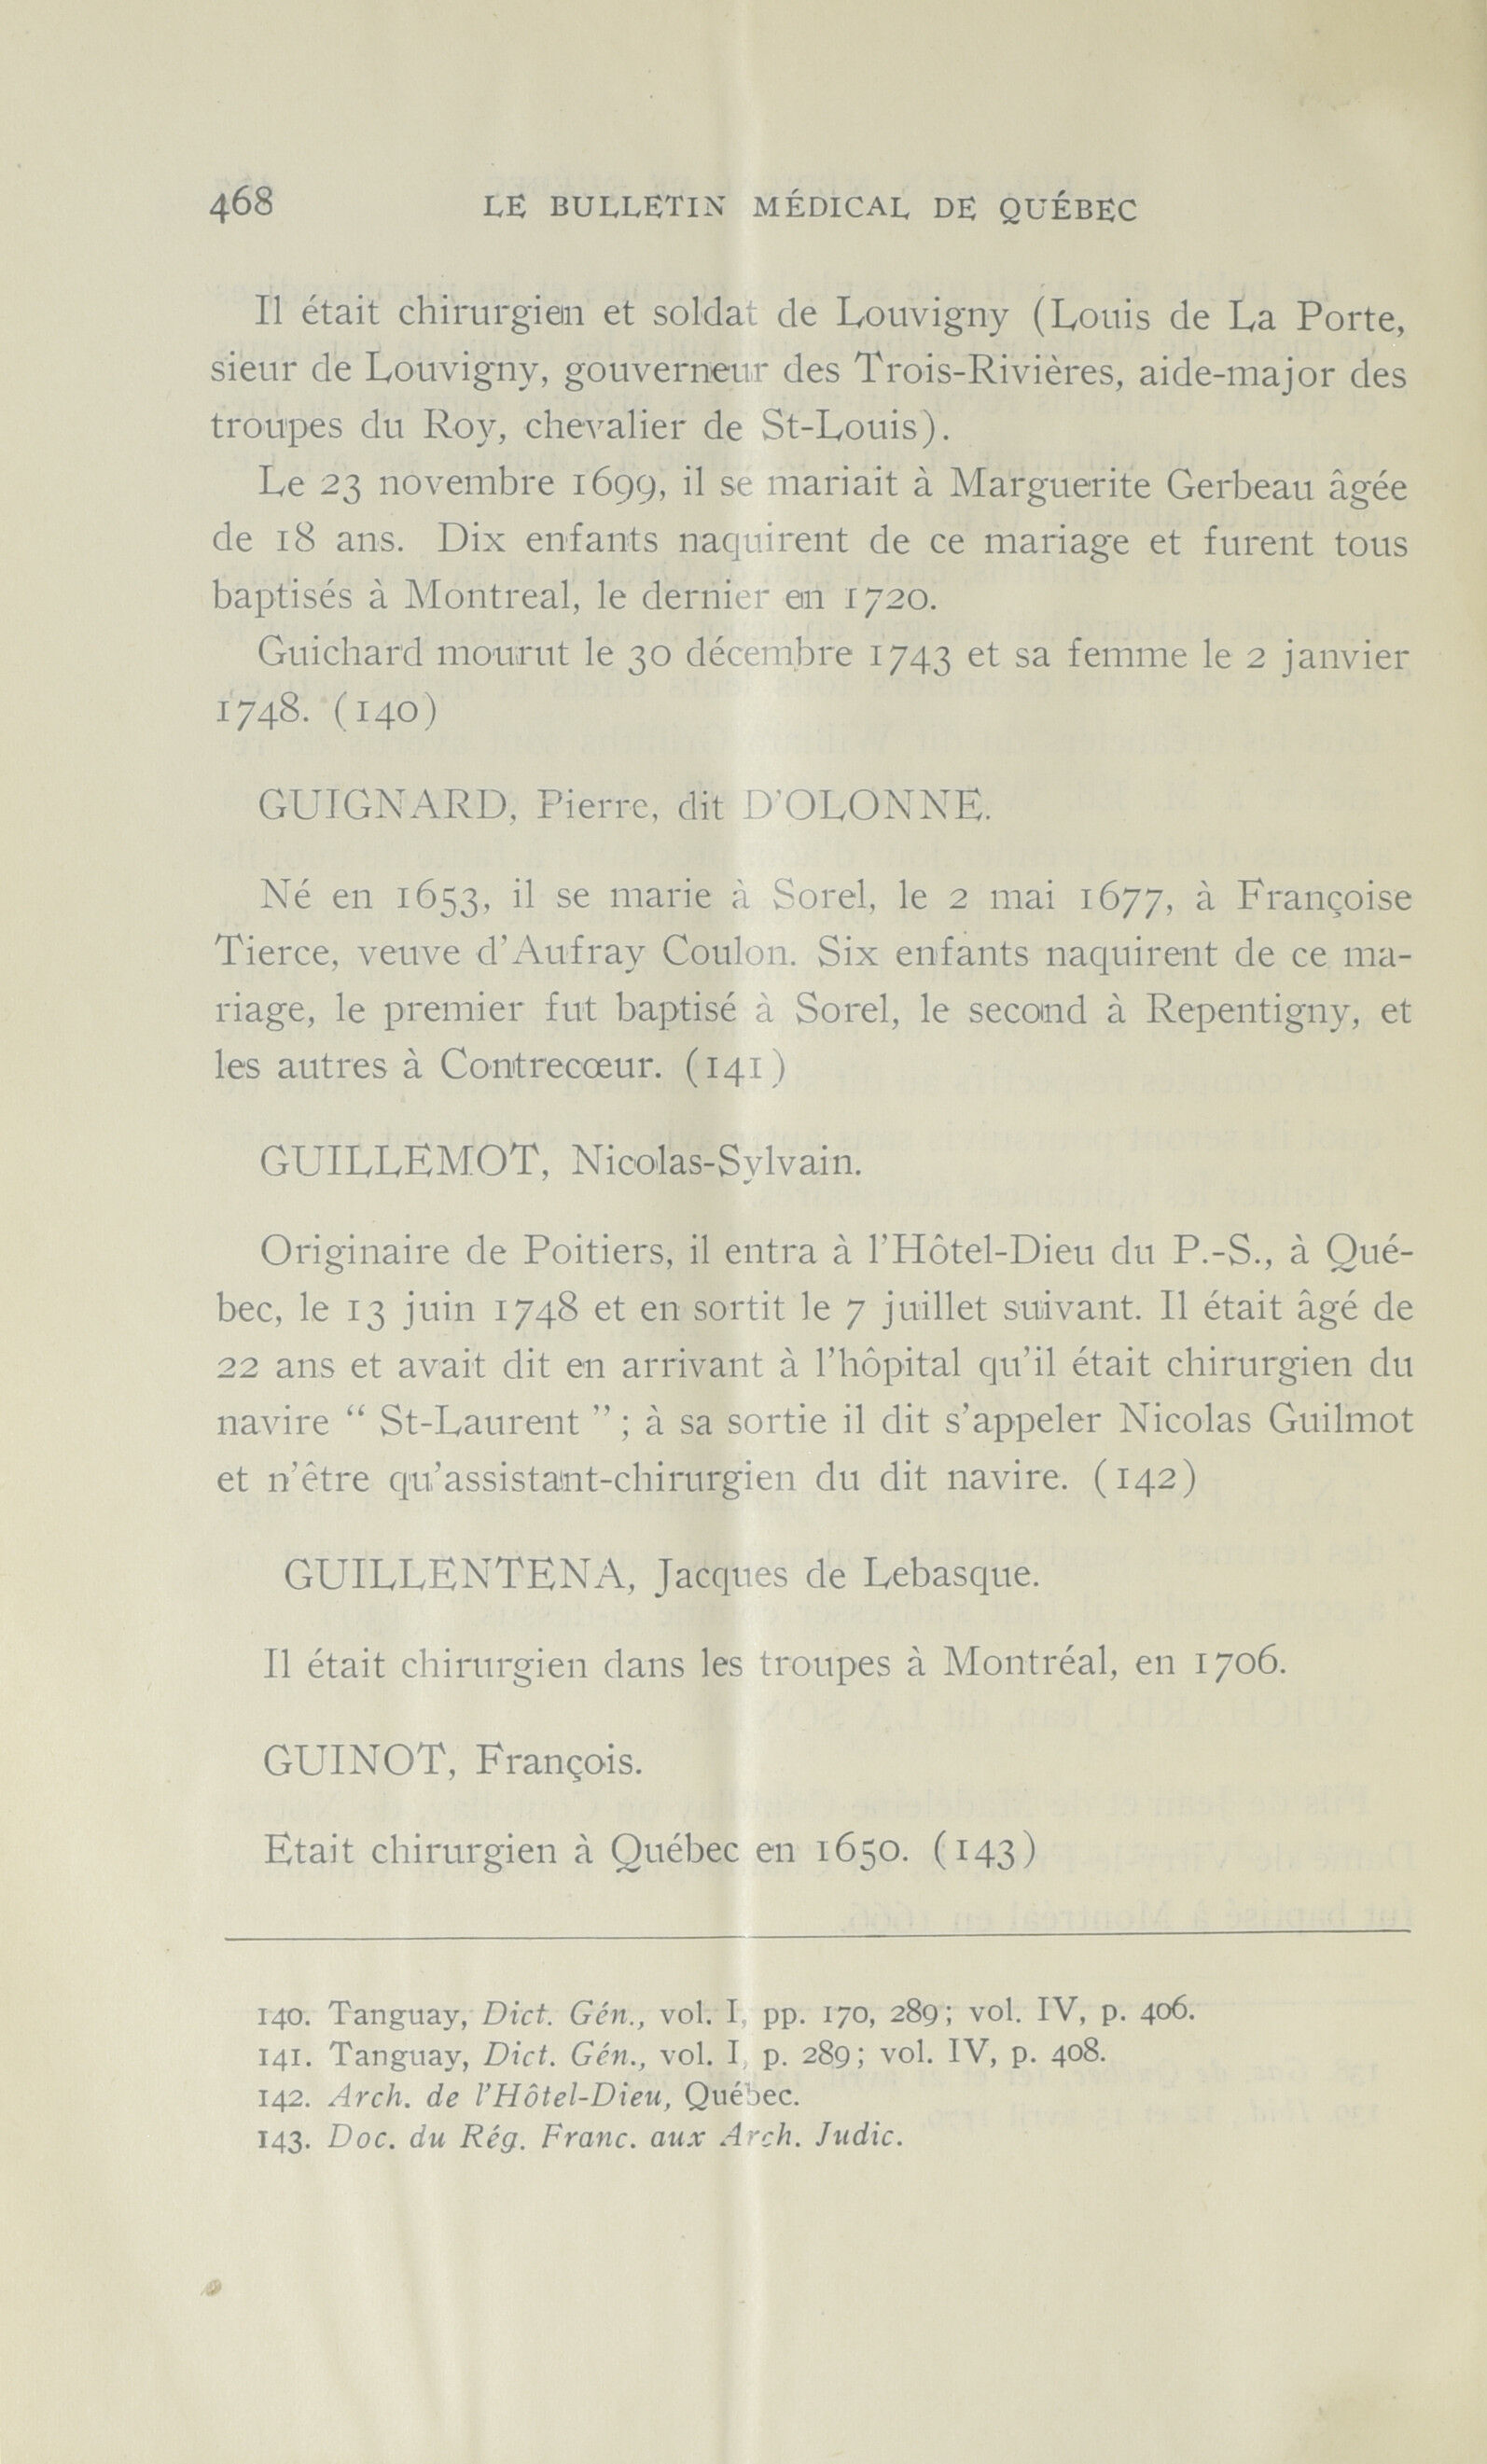 468 LE BULLETIN MÉDICAL DE QUÉBEC
Il était chirurgien et soldat de Louvigny (Louis de La Porte,
sieur de Louvigny, gouverneur des Trois-Rivières, aide-major des
troupes du Roy, chevalier de St-Louis).
Le 23 novembre 1699, il se mariait à Marguerite Gerbeau âgée
de 18 ans. Dix enfants naquirent de ce mariage et furent tous
baptisés à Montreal, le dernier en 1720.
Guichard mourut le 30 décembre 1743 et sa femme le 2 janvier
1748. (140)
GUIGNARD, Pierre, dit D'OLONNE.
Né en 1653, il se marie à Sorel, le 2 mai 1677, à Françoise
Tierce, veuve d'Aufray Coulon. Six enfants naquirent de ce ma-
riage, le premier fut baptisé à Sorel, le second à Repentigny, et
les autres à Contrecœur. (141)
GUILLEMOT, Nicolas-Sylvain.
Originaire de Poitiers, il entra à l'Hôtel-Dieu du P.-S., à Qué-
bec, le 13 juin 1748 et en sortit le 7 juillet suivant. Il était âgé de
22 ans et avait dit en arrivant à l'hôpital qu'il était chirurgien du
navire “ St-Laurent ” ; à sa sortie il dit s'appeler Nicolas Guilmot
et n'être qu'assistant-chirurgien du dit navire. (142)
GUILLENTENA, Jacques de Lebasque.
Il était chirurgien dans les troupes à Montréal, en 1706.
GUINOT, François.
Etait chirurgien à Québec en 1650. (143)
140. Tanguay, Dict. Gén., vol. I, pp. 170, 289; vol. IV, p. 406.
141. Tanguay, Dict. Gén., vol. I, p. 289; vol. IV, p. 408.
142. Arch. de l'Hôtel-Dieu, Québec.
143. Doc. du Rég. Franc. aux Arch. Judic.